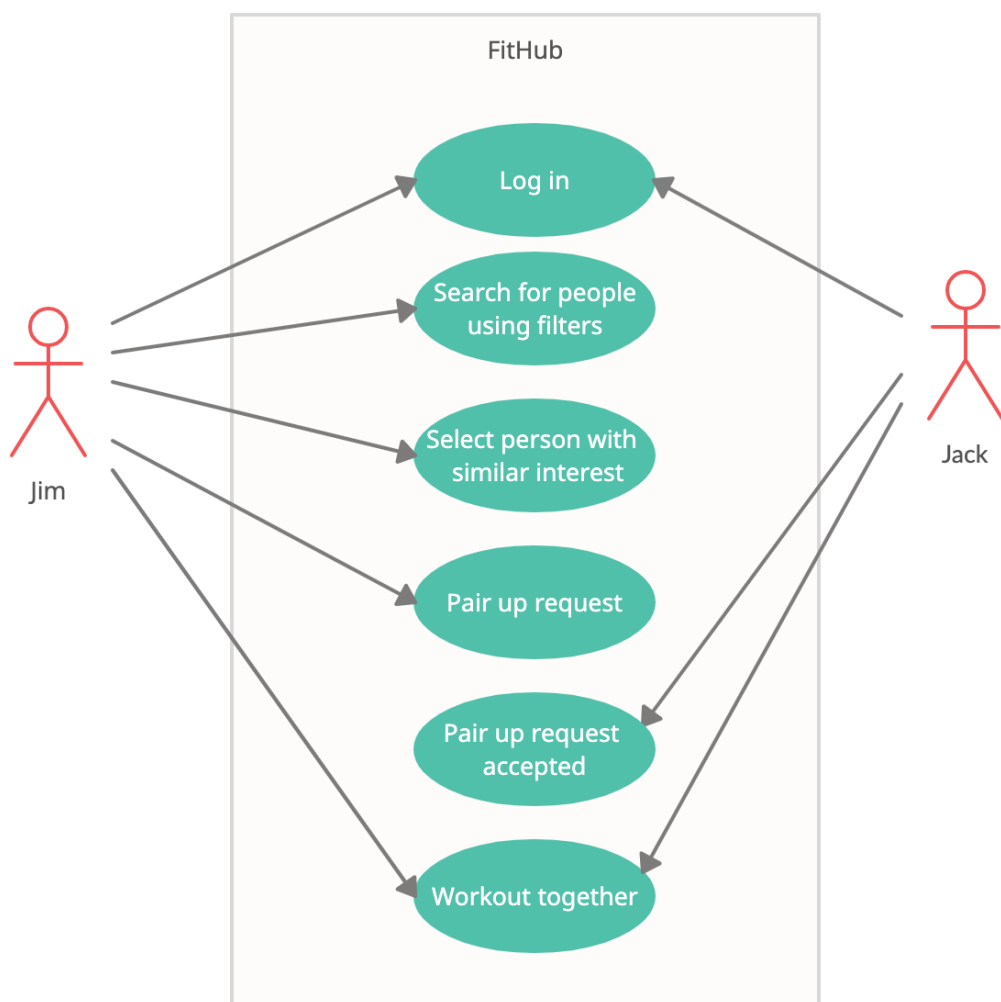 FitHub
Log in
Search for people
using filters
Select person with
similar interest
Jim
Jack
Pair up request
Pair up request
accepted
Workout together